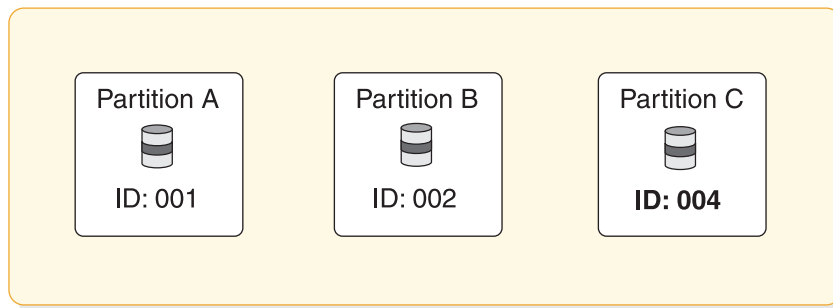 Partition A
ID: 001
Partition B
ID: 002
Partition C
ID: 004